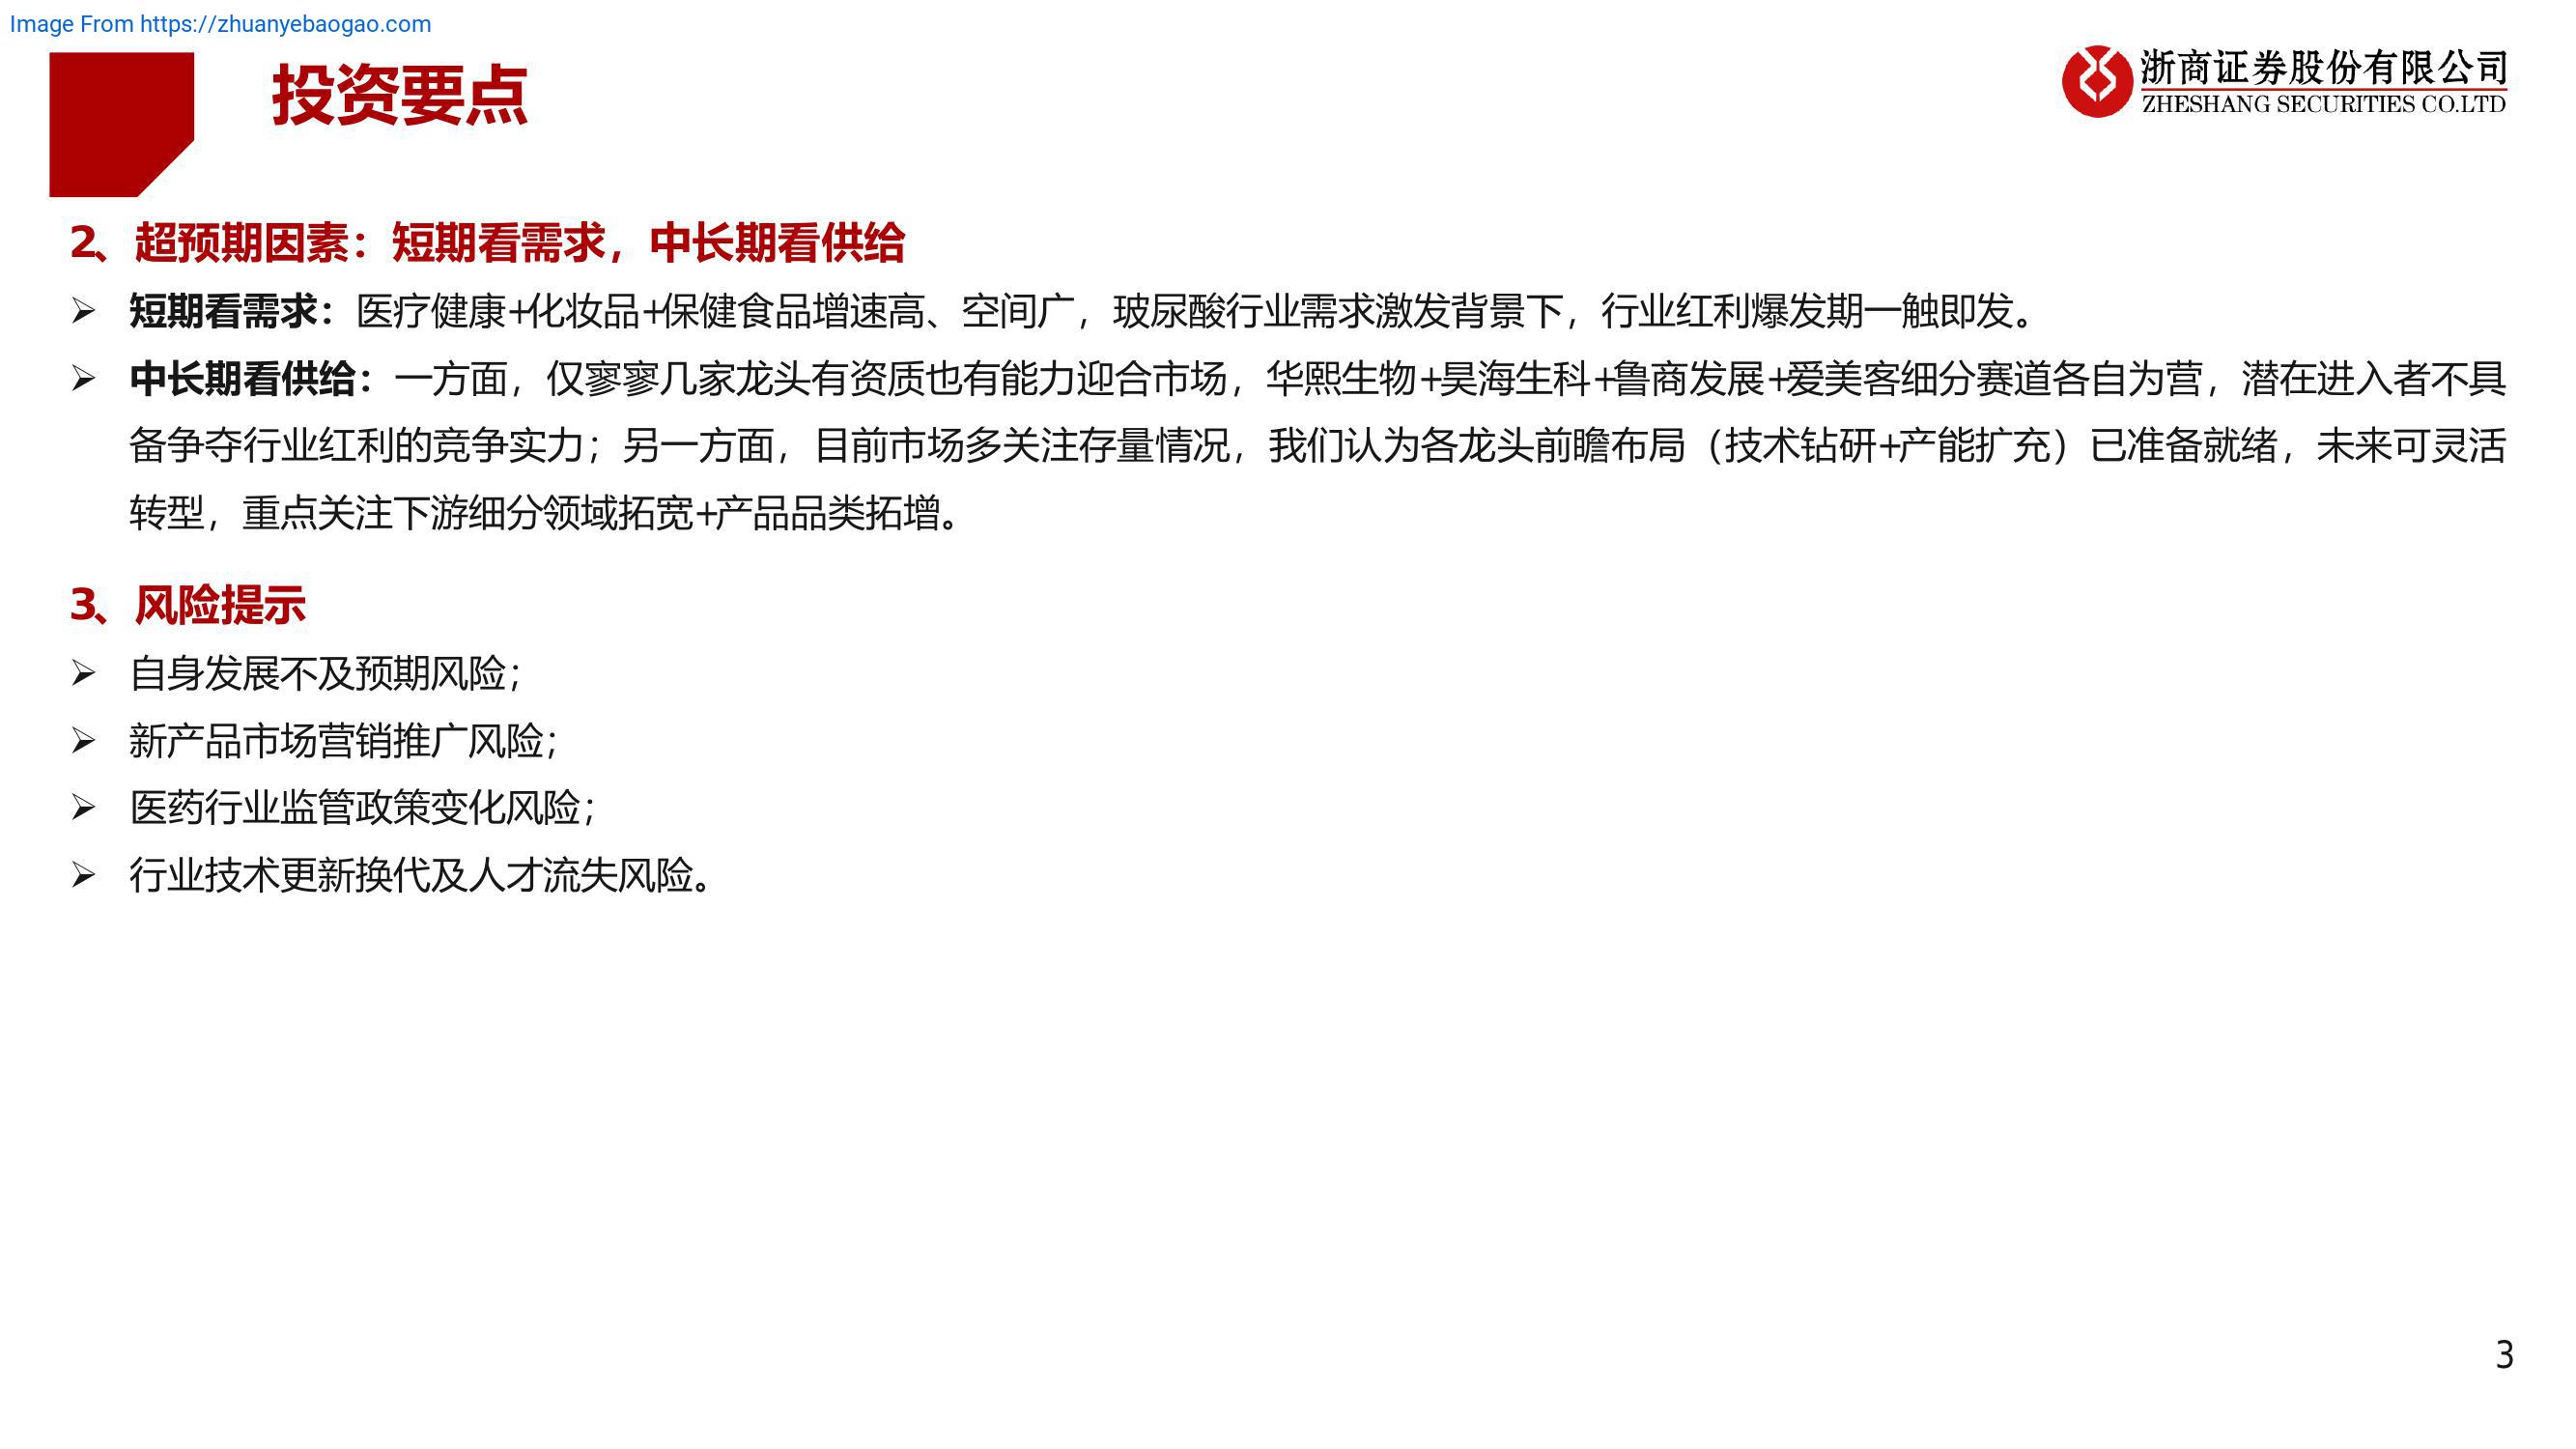 Image From https://zhuanyebaogao.com
投资要点
浙商证券股份有限公司
ZHESHANG SECURITIES CO.LTD
2、超预期因素：短期看需求，中长期看供给
➢ 短期看需求：医疗健康+化妆品+保健食品增速高、空间广，玻尿酸行业需求激发背景下，行业红利爆发期一触即发。
➢ 中长期看供给：一方面，仅寥寥几家龙头有资质也有能力迎合市场，华熙生物+昊海生科+鲁商发展+爱美客细分赛道各自为营，潜在进入者不具
备争夺行业红利的竞争实力；另一方面，目前市场多关注存量情况，我们认为各龙头前瞻布局（技术钻研+产能扩充）已准备就绪，未来可灵活
转型，重点关注下游细分领域拓宽+产品品类拓增。
3、风险提示
➢ 自身发展不及预期风险；
➢ 新产品市场营销推广风险；
➢ 医药行业监管政策变化风险；
➢ 行业技术更新换代及人才流失风险。
3